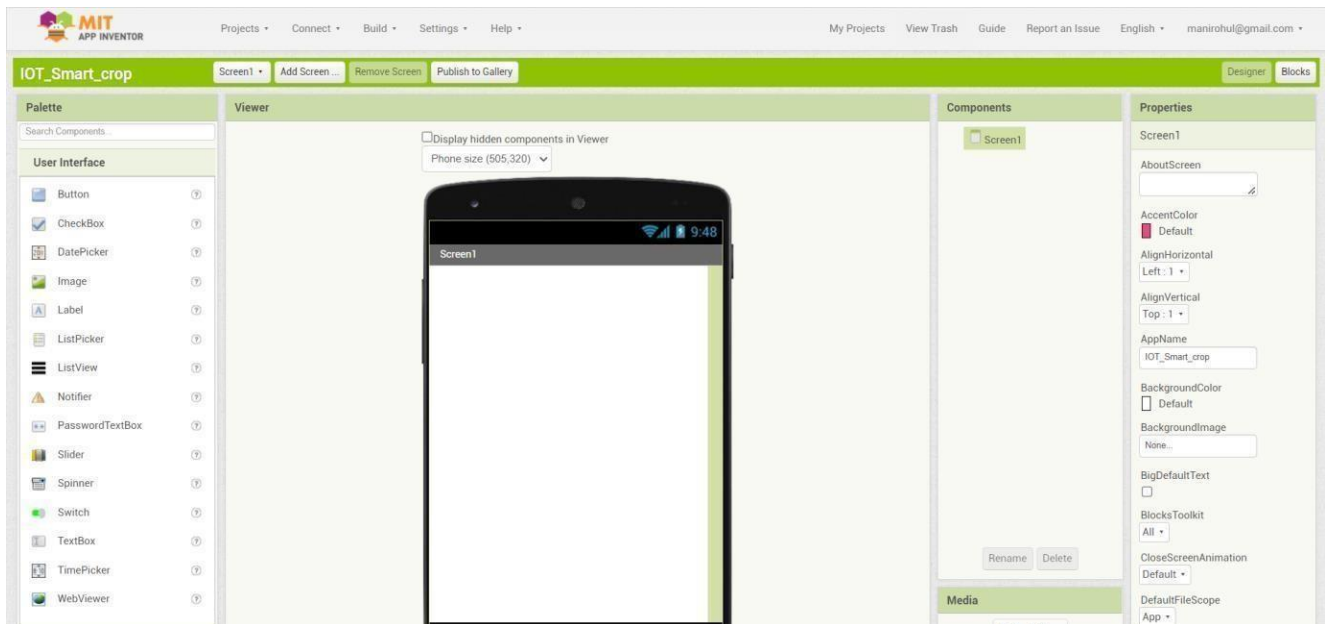 MIT
APP INVENTOR
Projects Connect Build Settings Help My Projects View Trash Guide Report an Issue English manirohul@gmail.com
IOT_Smart_crop Screen1 Add Screen ... Remove Screen Publish to Gallery Designer Blocks
Palette
Search Components...
User Interface
Button
CheckBox
DatePicker
Image
Label
ListPicker
ListView
Notifier
PasswordTextBox
Slider
Spinner
Switch
TextBox
TimePicker
WebViewer
Viewer
Display hidden components in Viewer
Phone size (505,320)
9:48
Screen1
Components
Screen1
Rename Delete
Media
Properties
Screen1
AboutScreen
AccentColor
Default
AlignHorizontal
Left : 1
AlignVertical
Top : 1
AppName
IOT_Smart_crop
BackgroundColor
Default
BackgroundImage
None...
BigDefaultText
BlocksToolkit
All
CloseScreenAnimation
Default
DefaultFileScope
App